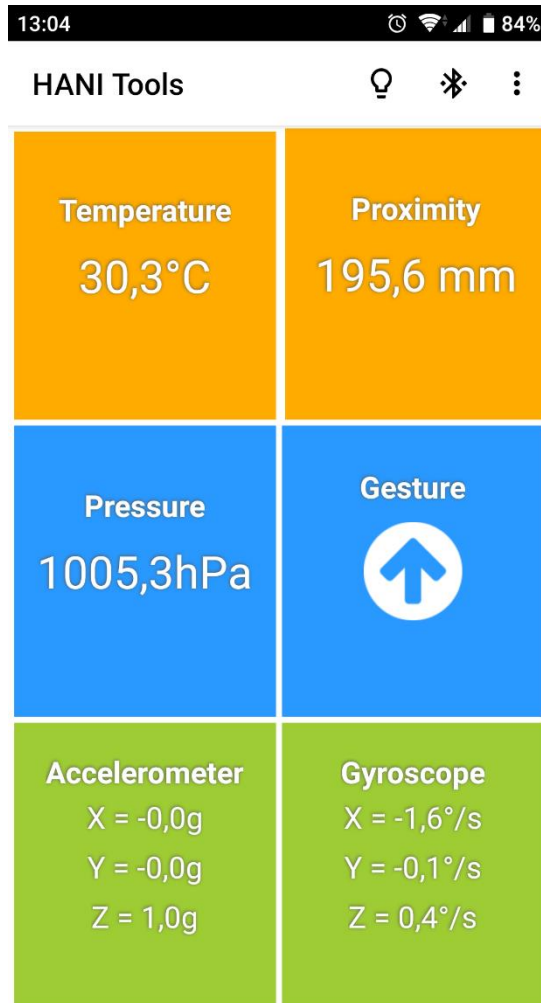 13:04 84%
HANI Tools
Temperature
30,3°C
Proximity
195,6 mm
Pressure
1005,3hPa
Gesture
Accelerometer
X = -0,0g
Y = -0,0g
Z = 1,0g
Gyroscope
X = -1,6°/s
Y = -0,1°/s
Z = 0,4°/s